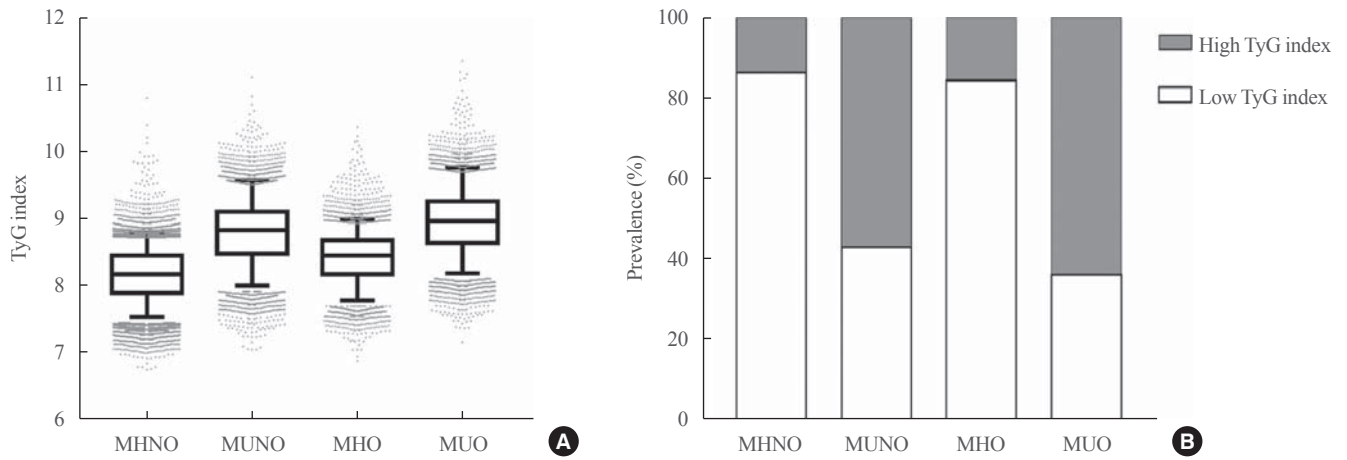 12
11
10
9
8
7
6
TyG index
MHNO MUNO MHO MUO
A
100
80
60
40
20
0
Prevalence (%)
MHNO MUNO MHO MUO
B
High TyG index
Low TyG index